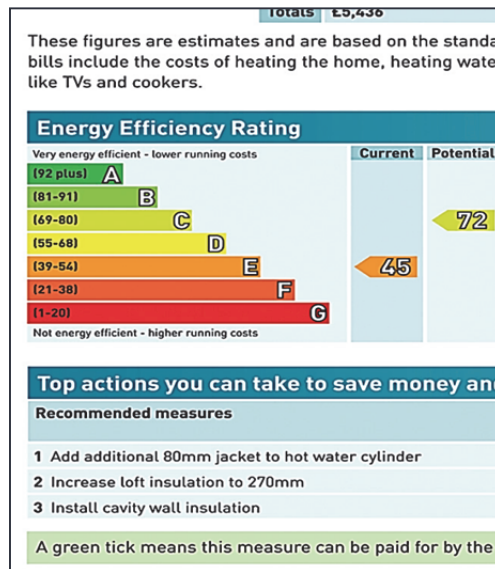 Totals £5,436
These figures are estimates and are based on the standa
bills include the costs of heating the home, heating wate
like TVs and cookers.
Energy Efficiency Rating
Very energy efficient - lower running costs
Current Potential
(92 plus) A
(81-91) B
(69-80) C
72
(55-68) D
(39-54) E
45
(21-38) F
(1-20) G
Not energy efficient - higher running costs
Top actions you can take to save money and
Recommended measures
1 Add additional 80mm jacket to hot water cylinder
2 Increase loft insulation to 270mm
3 Install cavity wall insulation
A green tick means this measure can be paid for by the